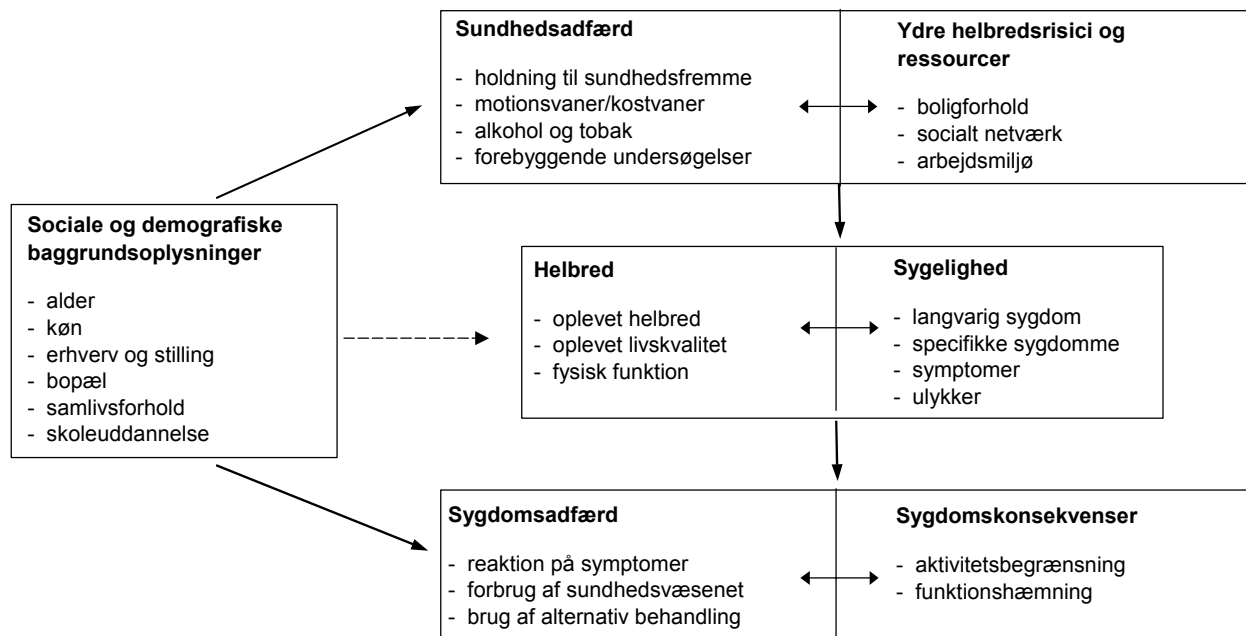 Sundhedsadfærd
- holdning til sundhedsfremme
- motionsvaner/kostvaner
- alkohol og tobak
- forebyggende undersøgelser
Ydre helbredsrisici og
ressourcer
- boligforhold
- socialt netværk
- arbejdsmiljø
Sociale og demografiske
baggrundsoplysninger
- alder
- køn
- erhverv og stilling
- bopæl
- samlivsforhold
- skoleuddannelse
Helbred
- oplevet helbred
- oplevet livskvalitet
- fysisk funktion
Sygelighed
- langvarig sygdom
- specifikke sygdomme
- symptomer
- ulykker
Sygdomsadfærd
- reaktion på symptomer
- forbrug af sundhedsvæsenet
- brug af alternativ behandling
Sygdomskonsekvenser
- aktivitetsbegrænsning
- funktionshæmning